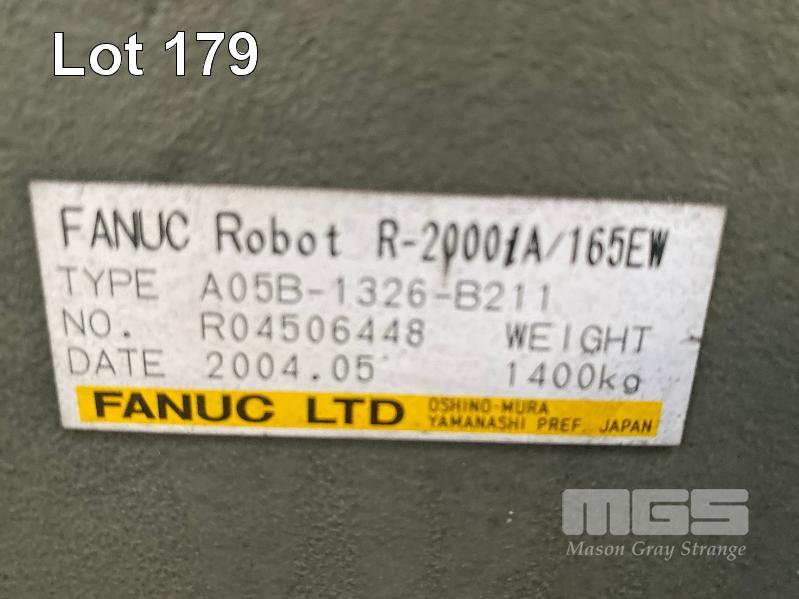 Lot 179
FANUC Robot R-2000iA/165EW
TYPE A05B-1326-B211
NO. R04506448 WEIGHT
DATE 2004.05 1400kg
FANUC LTD OSHINO-MURA
YAMANASHI PREF. JAPAN
MGS
Mason Gray Strange